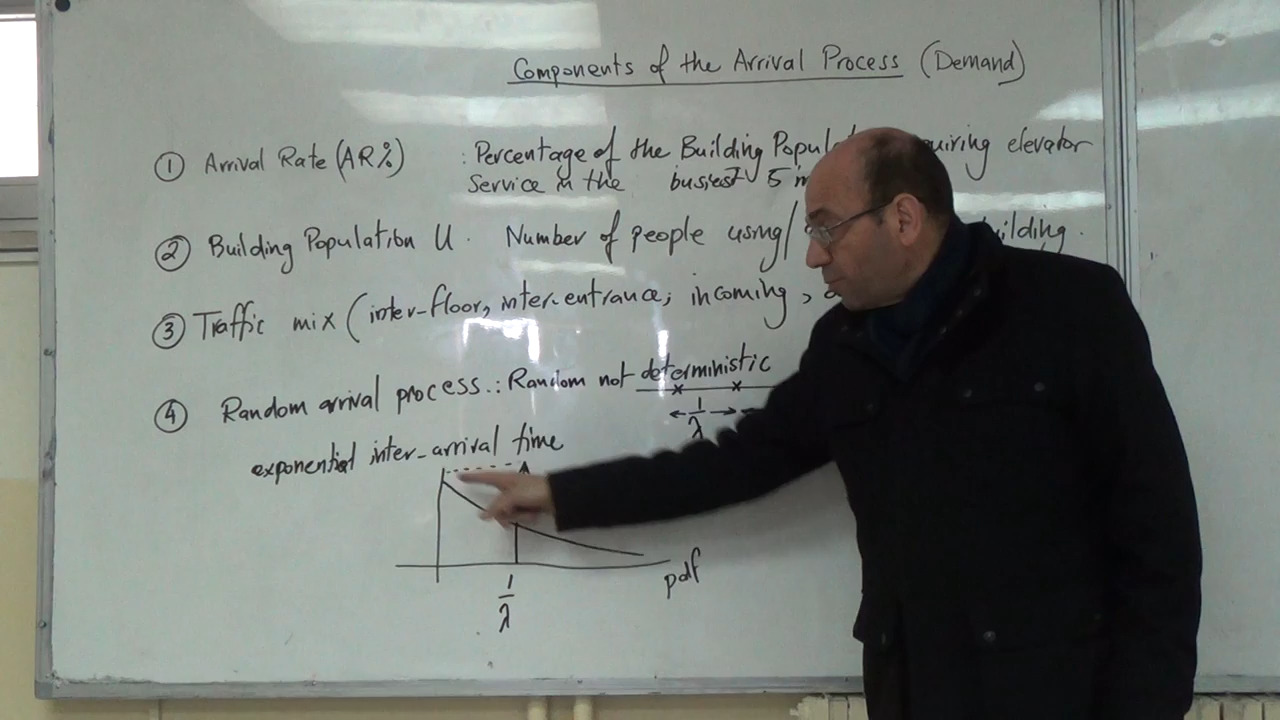 Components of the Arrival Process (Demand)
① Arrival Rate (AR%) : Percentage of the Building elevator
Service in the busiest 5
② Building Population U. Number of people using/
③ Traffic mix (inter-floor, inter-entrance, incoming,
④ Random arrival process.: Random not deterministic
1/λ
exponential inter-arrival time
pdf
1/λ